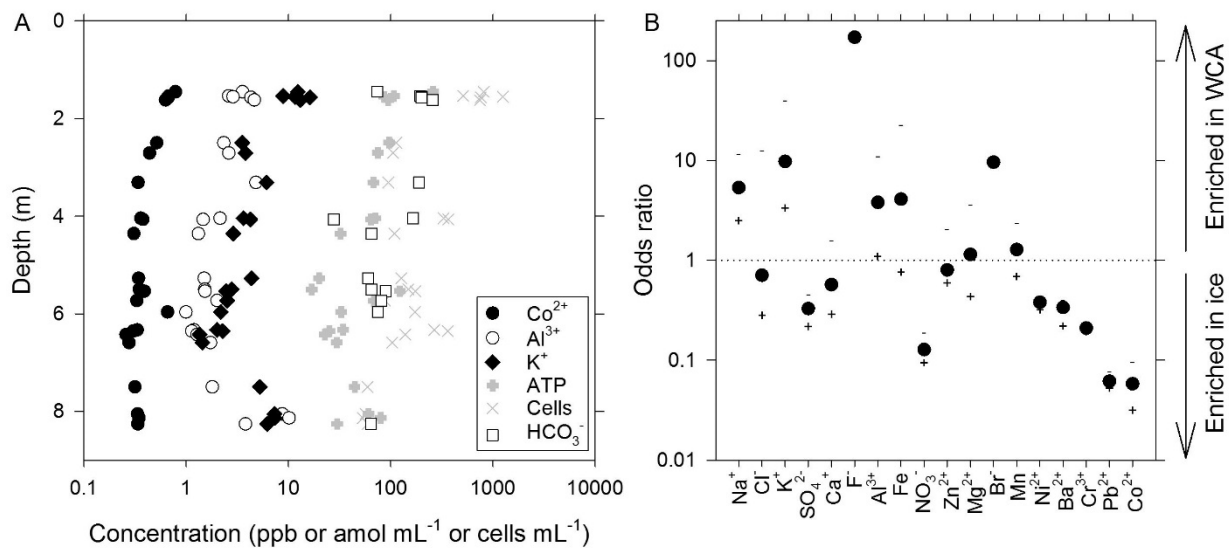 A
0
2
4
6
8
Depth (m)
0.1 1 10 100 1000 10000
Concentration (ppb or amol mL⁻¹ or cells mL⁻¹)
Co²⁺
Al³⁺
K⁺
ATP
Cells
HCO₃⁻
B
100
10
1
0.1
0.01
Odds ratio
Na⁺ Cl⁻ K⁺ SO₄²⁻ Ca⁺ F⁻ Al³⁺ Fe NO₃⁻ Zn²⁺ Mg²⁺ Br⁻ Mn Ni²⁺ Ba²⁺ Cr³⁺ Pb²⁺ Co²⁺
Enriched in WCA
Enriched in ice